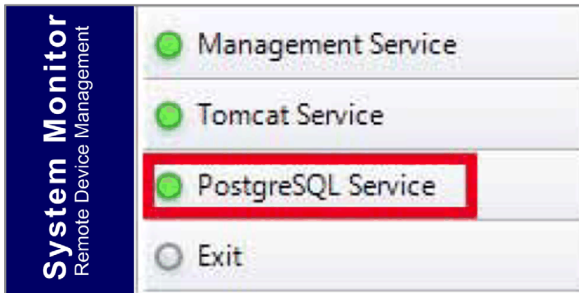 System Monitor
Remote Device Management
Management Service
Tomcat Service
PostgreSQL Service
Exit